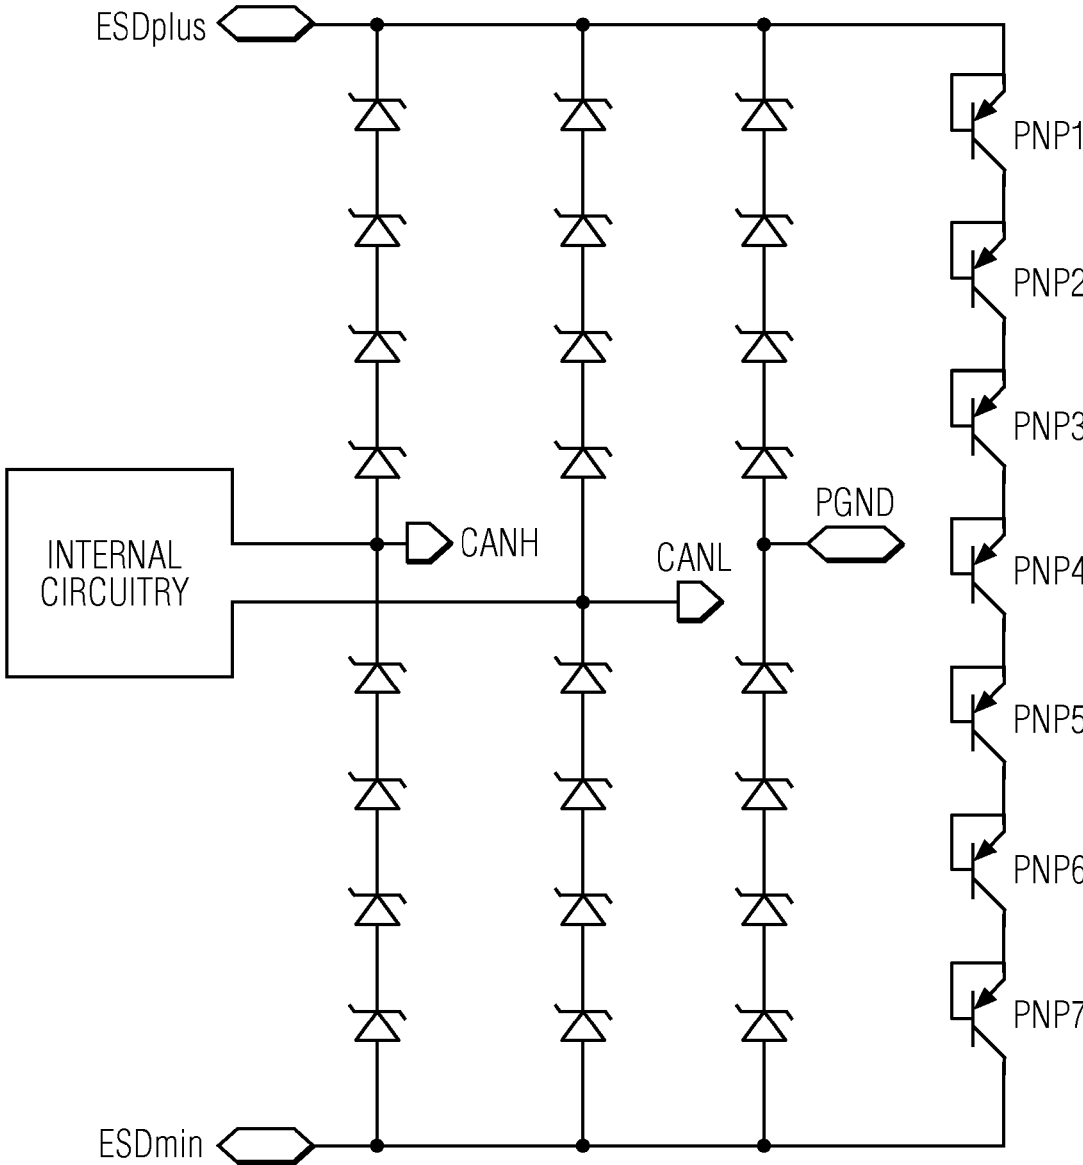 ESDplus
PNP1
PNP2
PNP3
PGND
CANH
INTERNAL
CIRCUITRY
CANL
PNP4
PNP5
PNP6
PNP7
ESDmin